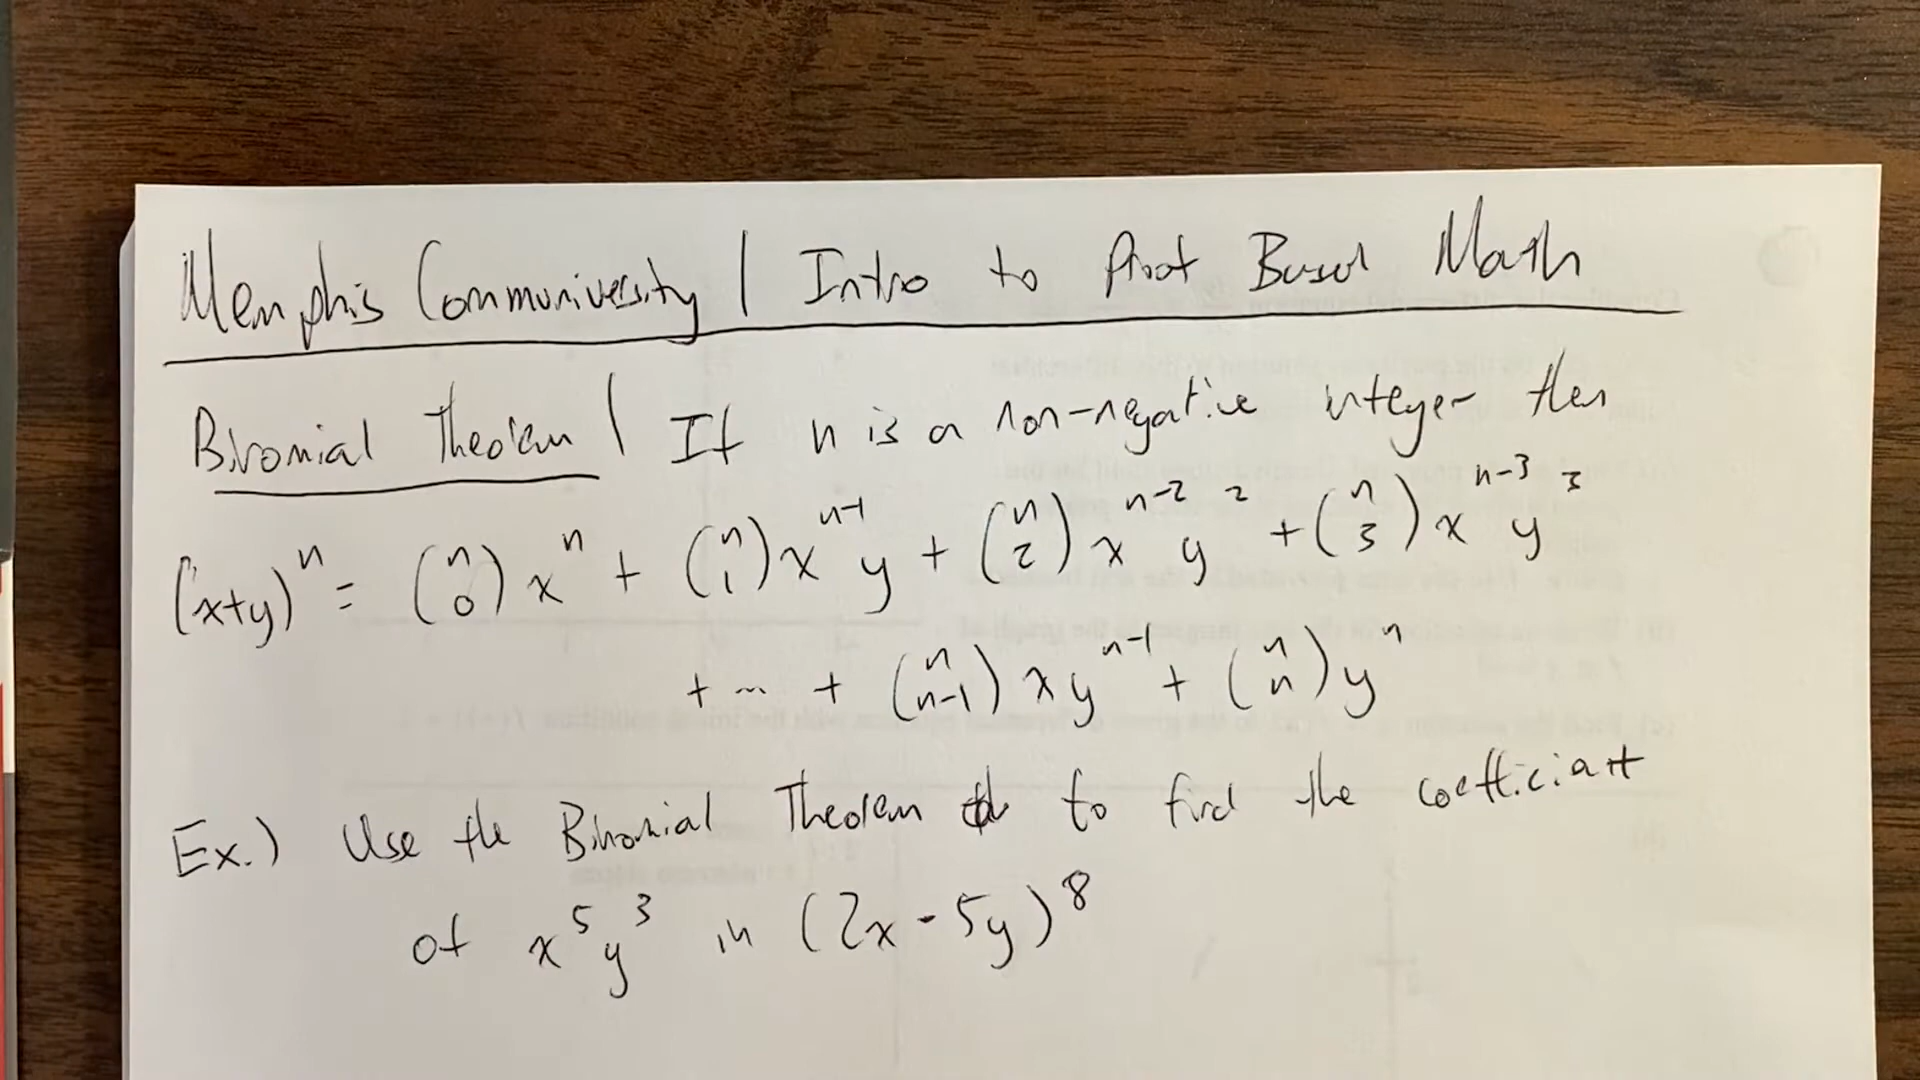 Memphis Communiversity | Intro to Proof Based Math
Binomial Theorem | If n is a non-negative integer then
(x+y)^n = (n 0) x^n + (n 1) x^{n-1} y + (n 2) x^{n-2} y^2 + (n 3) x^{n-3} y^3
+ ... + (n n-1) x y^{n-1} + (n n) y^n
Ex.) Use the Binomial Theorem to find the coefficient
of x^5 y^3 in (2x - 5y)^8